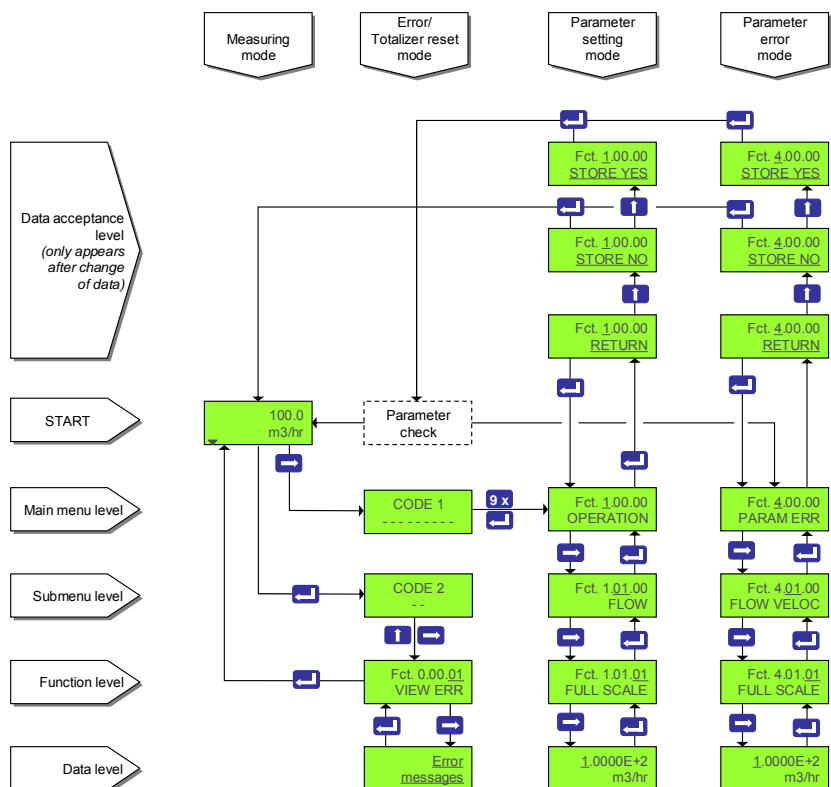 Measuring
mode
Error/
Totalizer reset
mode
Parameter
setting
mode
Parameter
error
mode
Data acceptance
level
(only appears
after change
of data)
Fct. 1.00.00
STORE YES
Fct. 4.00.00
STORE YES
Fct. 1.00.00
STORE NO
Fct. 4.00.00
STORE NO
Fct. 1.00.00
RETURN
Fct. 4.00.00
RETURN
START
100.0
m3/hr
Parameter
check
Main menu level
CODE 1
- - - - - - - - -
9 x
Fct. 1.00.00
OPERATION
Fct. 4.00.00
PARAM ERR
Submenu level
CODE 2
- -
Fct. 1.01.00
FLOW
Fct. 4.01.00
FLOW VELOC
Function level
Fct. 0.00.01
VIEW ERR
Fct. 1.01.01
FULL SCALE
Fct. 4.01.01
FULL SCALE
Data level
Error
messages
1.0000E+2
m3/hr
1.0000E+2
m3/hr